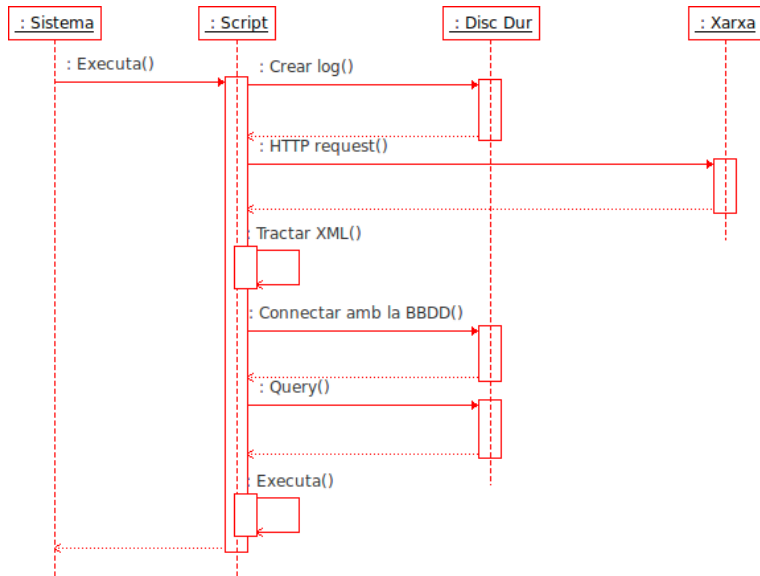 : Sistema
: Script
: Disc Dur
: Xarxa
: Executa()
: Crear log()
: HTTP request()
: Tractar XML()
: Connectar amb la BBDD()
: Query()
: Executa()